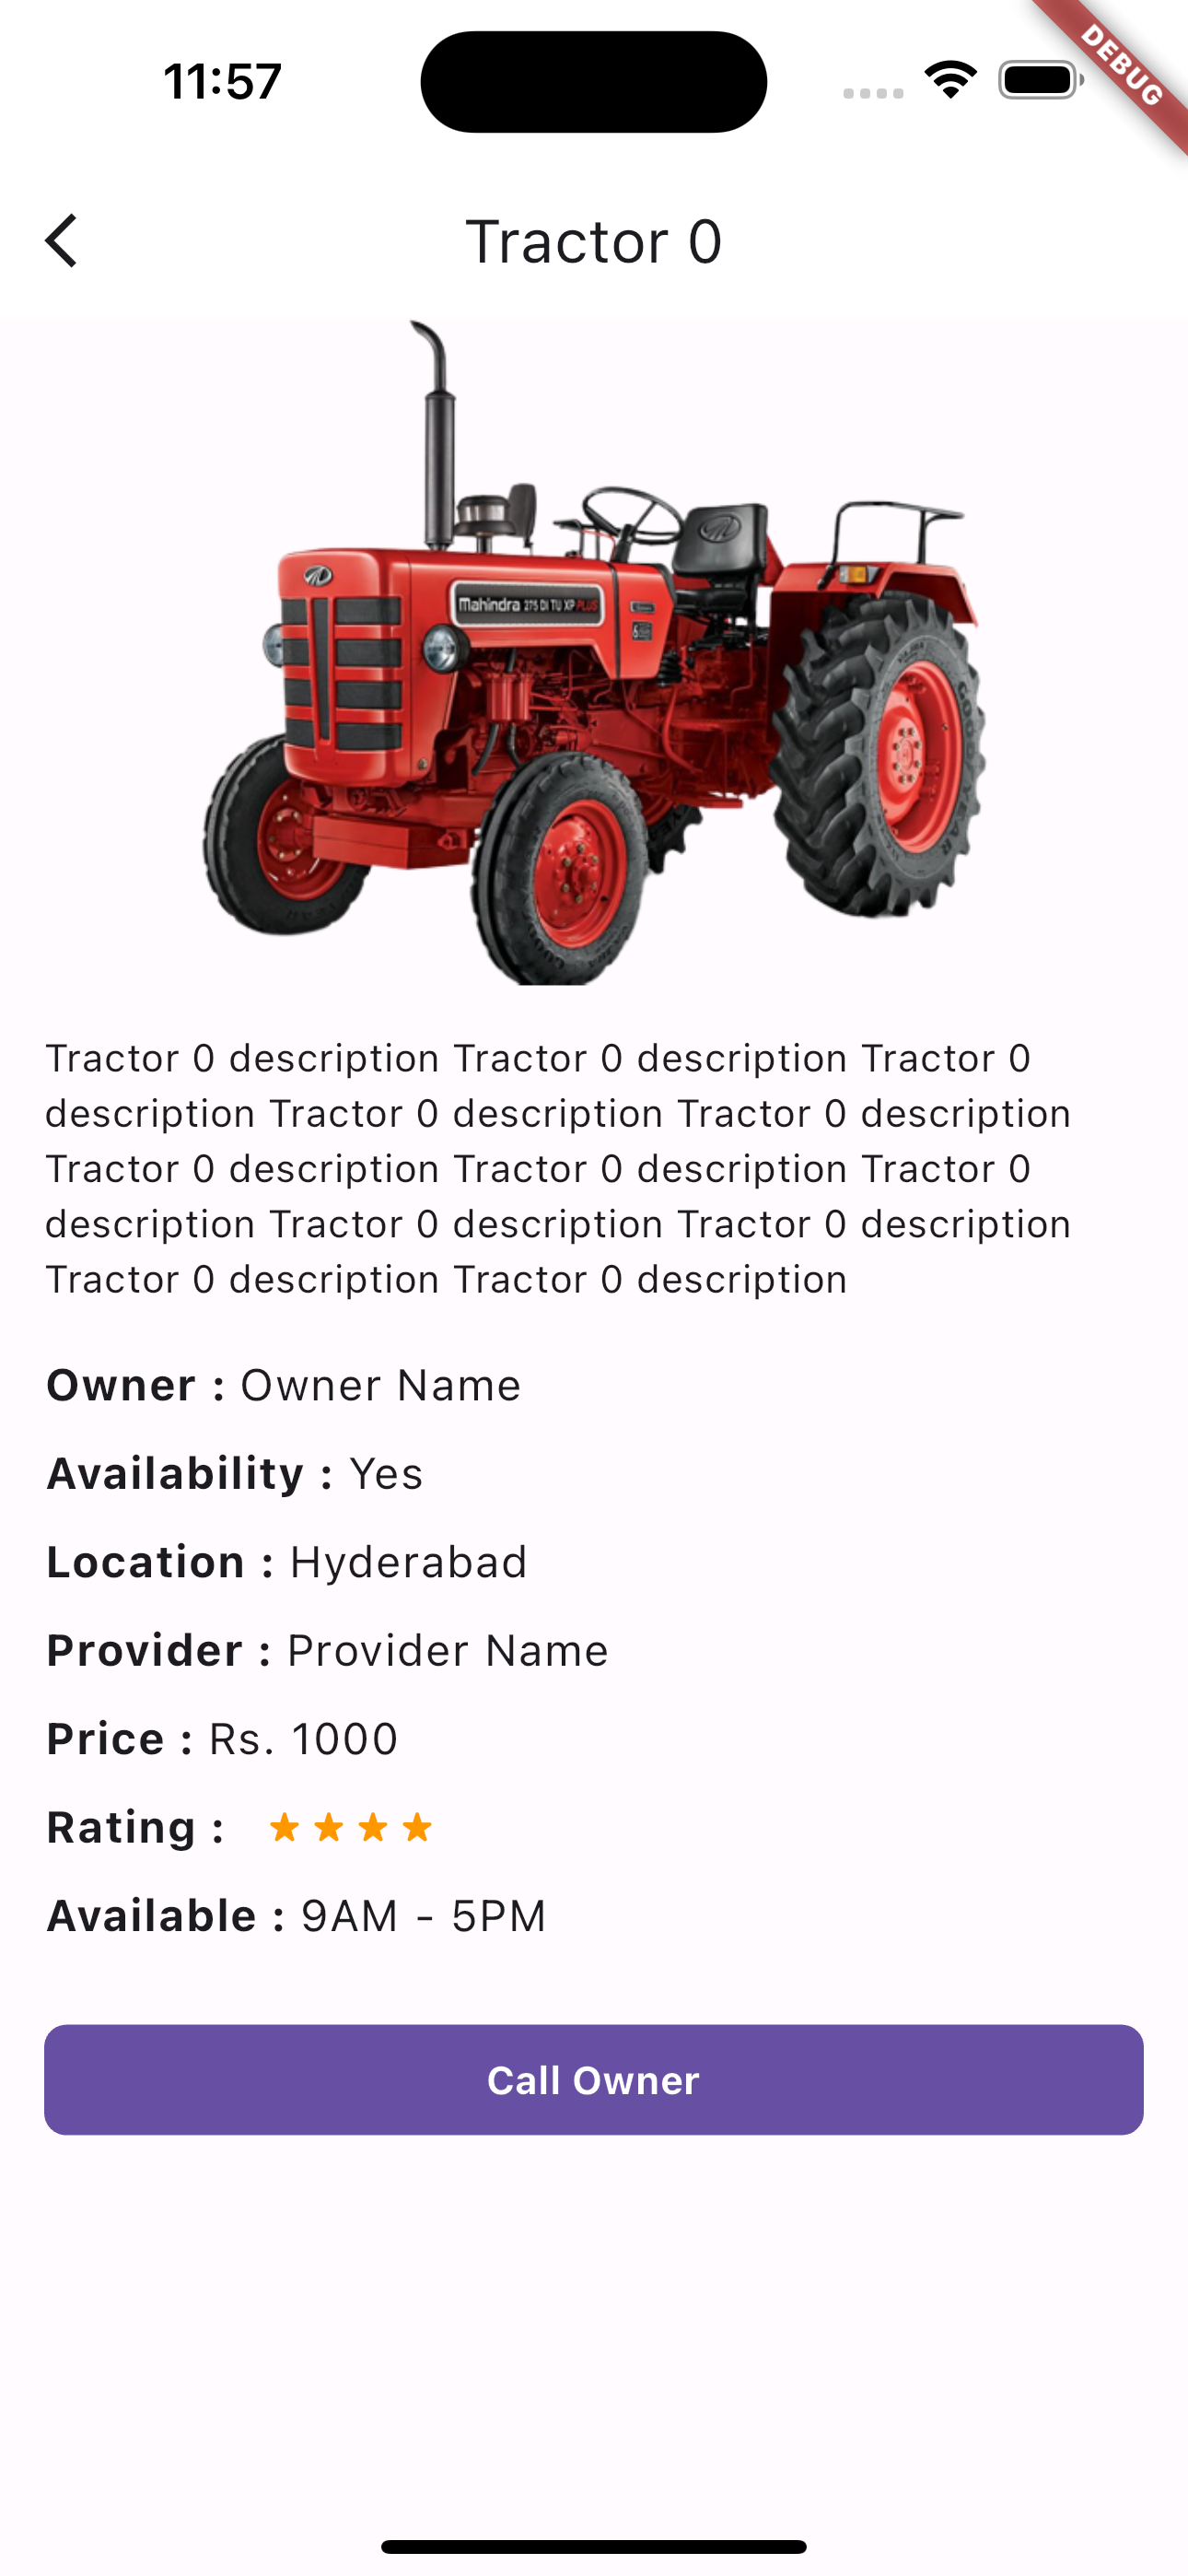 11:57
DEBUG
Tractor 0
Mahindra 275 DI TU XP PLUS
Tractor 0 description Tractor 0 description Tractor 0
description Tractor 0 description Tractor 0 description
Tractor 0 description Tractor 0 description Tractor 0
description Tractor 0 description Tractor 0 description
Tractor 0 description Tractor 0 description
Owner : Owner Name
Availability : Yes
Location : Hyderabad
Provider : Provider Name
Price : Rs. 1000
Rating :
Available : 9AM - 5PM
Call Owner